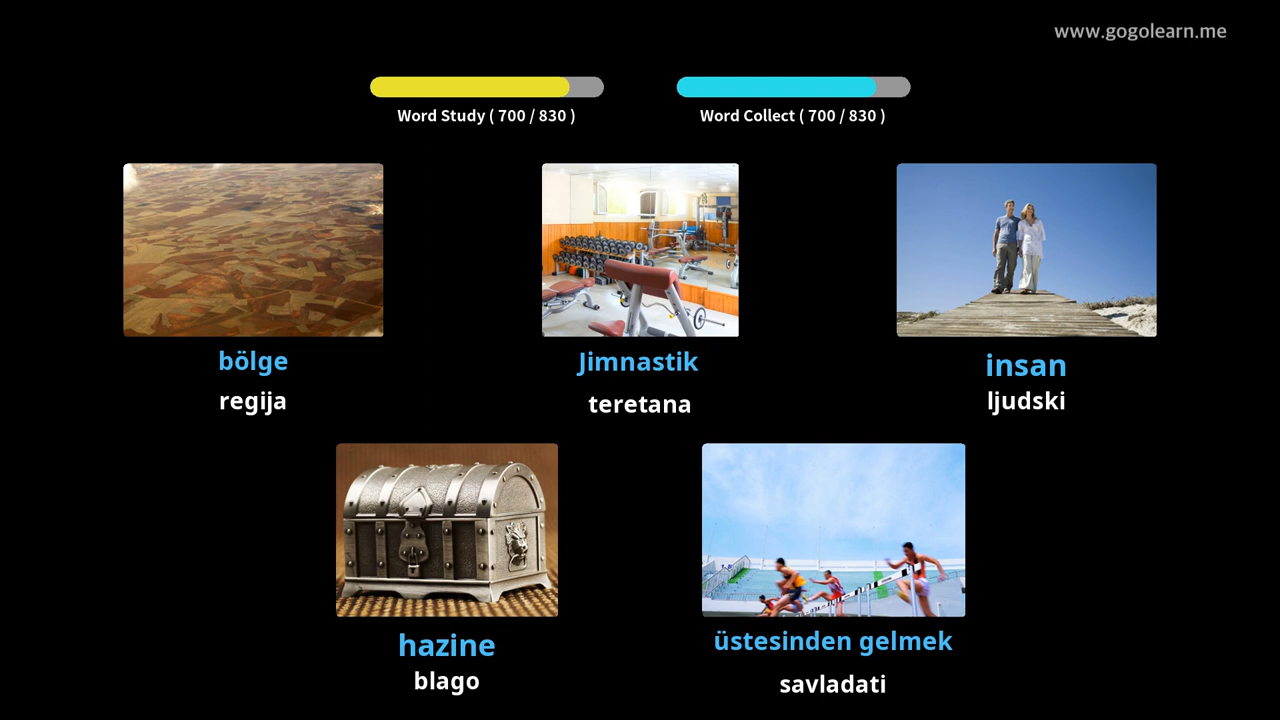 www.gogolearn.me
Word Study ( 700 / 830 )
Word Collect ( 700 / 830 )
bölge
regija
Jimnastik
teretana
insan
ljudski
hazine
blago
üstesinden gelmek
savladati